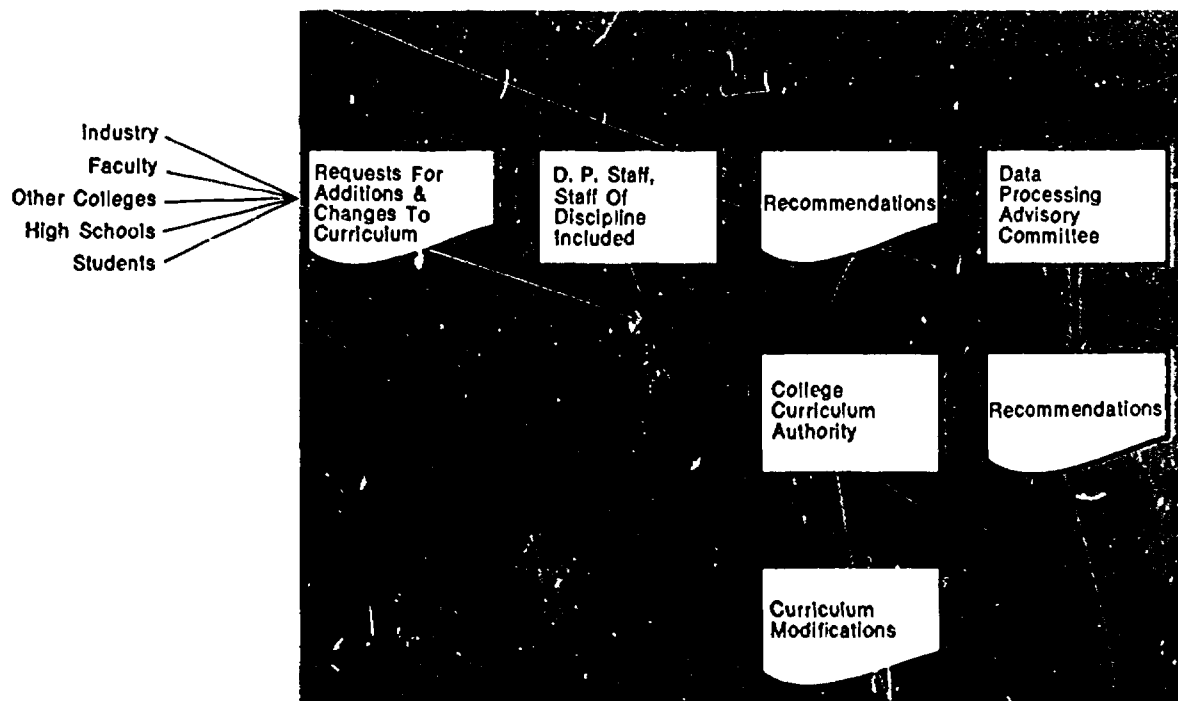 Industry
Faculty
Other Colleges
High Schools
Students
Requests For
Additions &
Changes To
Curriculum
D. P. Staff,
Staff Of
Discipline
Included
Recommendations
Data
Processing
Advisory
Committee
College
Curriculum
Authority
Recommendations
Curriculum
Modifications